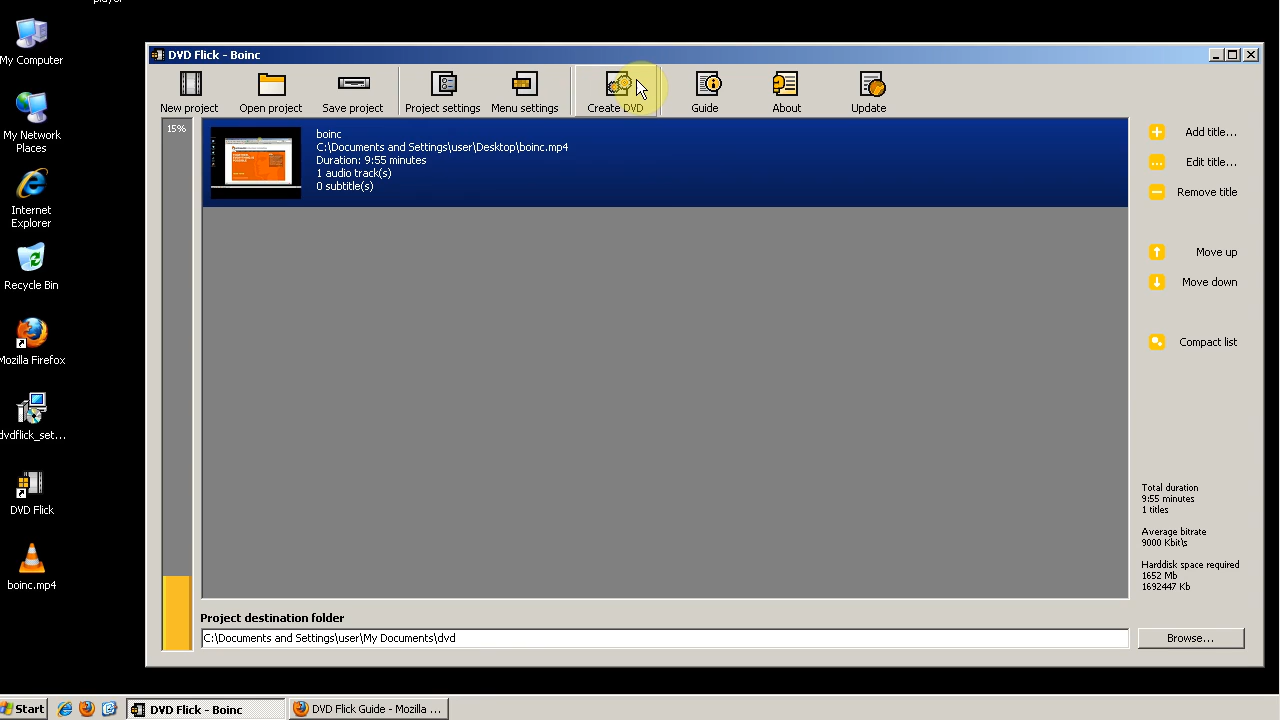 player
My Computer
My Network
Places
Internet
Explorer
Recycle Bin
Mozilla Firefox
dvdflick_set...
DVD Flick
boinc.mp4
DVD Flick - Boinc
New project
Open project
Save project
Project settings
Menu settings
Create DVD
Guide
About
Update
15%
boinc
C:\Documents and Settings\user\Desktop\boinc.mp4
Duration: 9:55 minutes
1 audio track(s)
0 subtitle(s)
Add title...
Edit title...
Remove title
Move up
Move down
Compact list
Total duration
9:55 minutes
1 titles
Average bitrate
9000 Kbit\s
Harddisk space required
1652 Mb
1692447 Kb
Project destination folder
C:\Documents and Settings\user\My Documents\dvd
Browse...
Start
DVD Flick - Boinc
DVD Flick Guide - Mozilla ...